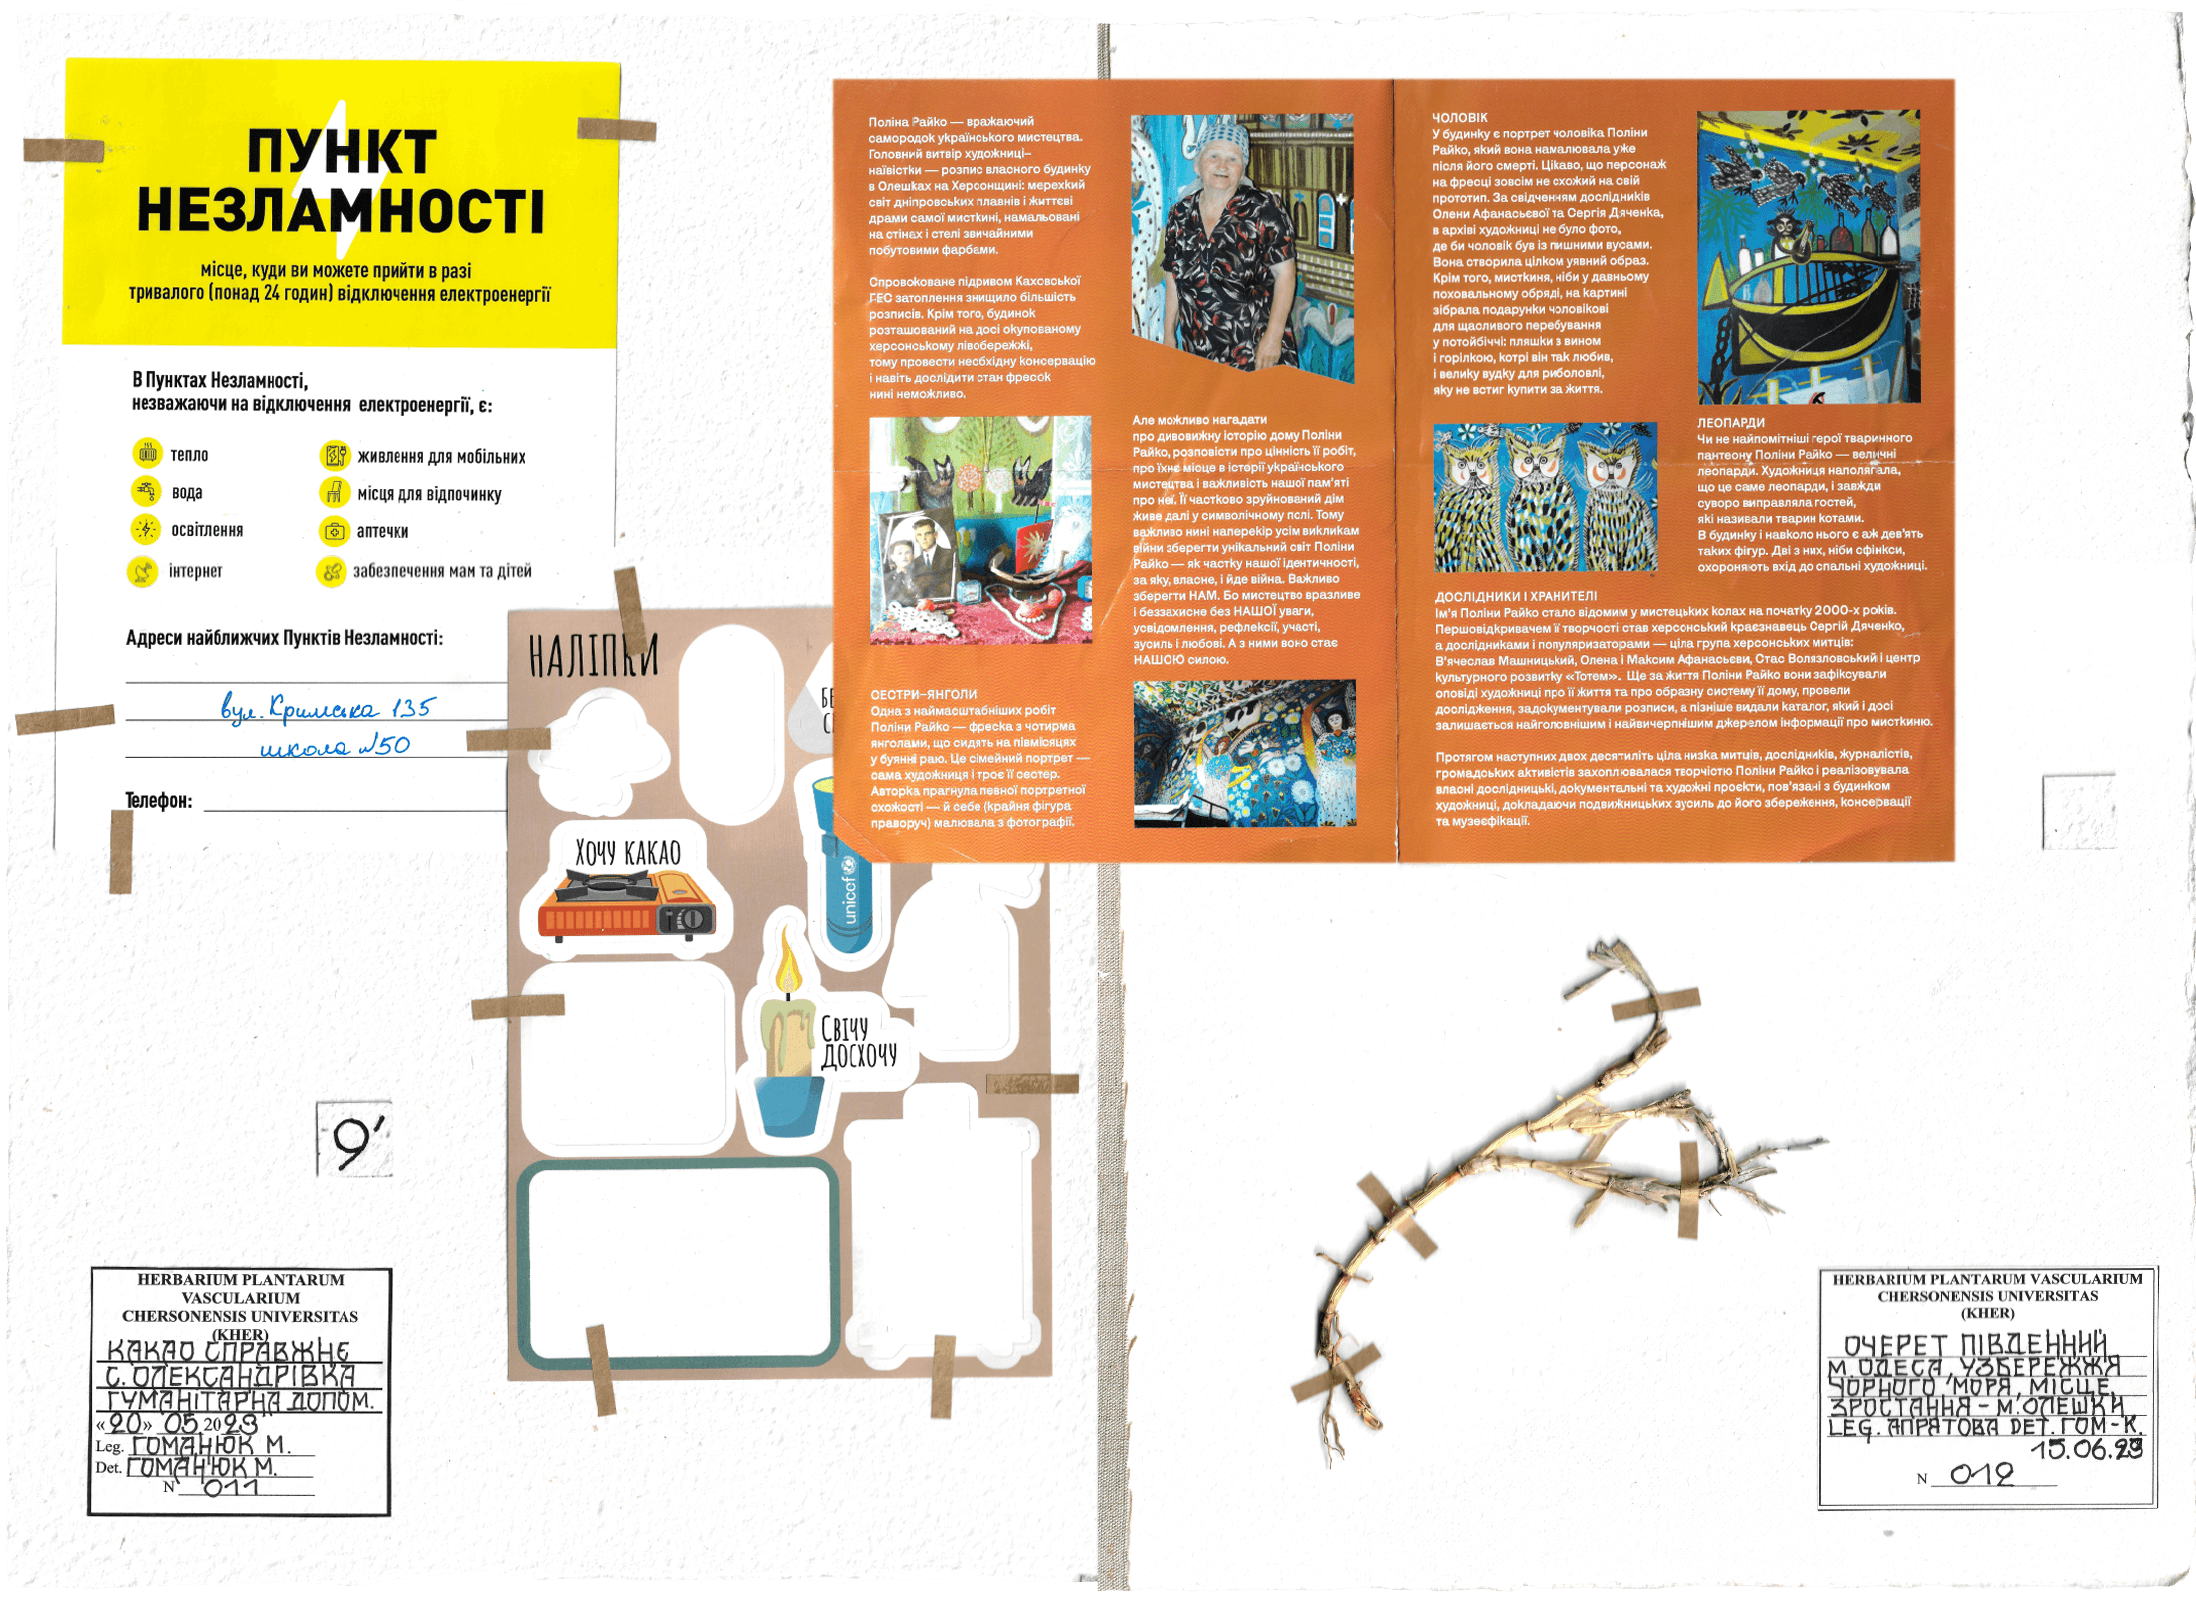 ПУНКТ
НЕЗЛАМНОСТІ
місце, куди ви можете прийти в разі
тривалого (понад 24 годин) відключення електроенергії
В Пунктах Незламності,
незважаючи на відключення електроенергії, є:
тепло
вода
освітлення
інтернет
живлення для мобільних
місця для відпочинку
аптечки
забезпечення мам та дітей
Адреси найближчих Пунктів Незламності:
вул. Кримська 135
школа №50
Телефон:
НАЛІПКИ
БЕ
С
ХОЧУ КАКАО
unicef
СВІЧУ
ДОСХОЧУ
Поліна Райко — вражаючий
самородок українського мистецтва.
Головний витвір художниці–
наївістки — розпис власного будинку
в Олешках на Херсонщині: мерехкий
світ дніпровських плавнів і життєві
драми самої мисткині, намальовані
на стінах і стелі звичайними
побутовими фарбами.
Спровоковане підривом Каховської
ГЕС затоплення знищило більшість
розписів. Крім того, будинок
розташований на досі окупованому
херсонському лівобережжі,
тому провести необхідну консервацію
і навіть дослідити стан фресок
нині неможливо.
СЕСТРИ–ЯНГОЛИ
Одна з наймасштабніших робіт
Поліни Райко — фреска з чотирма
янголами, що сидять на півмісяцях
у буянні раю. Це сімейний портрет —
сама художниця і троє її сестер.
Авторка прагнула певної портретної
схожості — й себе (крайня фігура
праворуч) малювала з фотографії.
Але можливо нагадати
про дивовижну історію дому Поліни
Райко, розповісти про цінність її робіт,
про їхнє місце в історії українського
мистецтва і важливість нашої пам'яті
про неї. Її частково зруйнований дім
живе далі у символічному полі. Тому
важливо нині наперекір усім викликам
війни зберегти унікальний світ Поліни
Райко — як частку нашої ідентичності,
за яку, власне, і йде війна. Важливо
зберегти НАМ. Бо мистецтво вразливе
і беззахисне без НАШОЇ уваги,
усвідомлення, рефлексії, участі,
зусиль і любові. А з ними воно стає
НАШОЮ силою.
ЧОЛОВІК
У будинку є портрет чоловіка Поліни
Райко, який вона намалювала уже
після його смерті. Цікаво, що персонаж
на фресці зовсім не схожий на свій
прототип. За свідченням дослідників
Олени Афанасьєвої та Сергія Дяченка,
в архіві художниці не було фото,
де би чоловік був із пишними вусами.
Вона створила цілком уявний образ.
Крім того, мисткиня, ніби у давньому
поховальному обряді, на картині
зібрала подарунки чоловікові
для щасливого перебування
у потойбіччі: пляшки з вином
і горілкою, котрі він так любив,
і велику вудку для риболовлі,
яку не встиг купити за життя.
ЛЕОПАРДИ
Чи не найпомітніші герої тваринного
пантеону Поліни Райко — величні
леопарди. Художниця наполягала,
що це саме леопарди, і завжди
суворо виправляла гостей,
які називали тварин котами.
В будинку і навколо нього є аж дев'ять
таких фігур. Дві з них, ніби сфінкси,
охороняють вхід до спальні художниці.
ДОСЛІДНИКИ І ХРАНИТЕЛІ
Ім'я Поліни Райко стало відомим у мистецьких колах на початку 2000-х років.
Першовідкривачем її творчості став херсонський краєзнавець Сергій Дяченко,
а дослідниками і популяризаторами — ціла група херсонських митців:
В'ячеслав Машницький, Олена і Максим Афанасьєви, Стас Волязловський і центр
культурного розвитку «Тотем». Ще за життя Поліни Райко вони зафіксували
оповіді художниці про її життя та про образну систему її дому, провели
дослідження, задокументували розписи, а пізніше видали каталог, який і досі
залишається найголовнішим і найвичерпнішим джерелом інформації про мисткиню.
Протягом наступних двох десятиліть ціла низка митців, дослідників, журналістів,
громадських активістів захоплювалася творчістю Поліни Райко і реалізовувала
власні дослідницькі, документальні та художні проєкти, пов'язані з будинком
художниці, докладаючи подвижницьких зусиль до його збереження, консервації
та музеєфікації.
9'
HERBARIUM PLANTARUM
VASCULARIUM
CHERSONENSIS UNIVERSITAS
(KHER)
КАКАО СПРАВЖНЄ
С. ОЛЕКСАНДРІВКА
ГУМАНІТАРНА ДОПОМ.
«20» 05 2023
Leg. ГОМАНЮК М.
Det. ГОМАНЮК М.
N 011
HERBARIUM PLANTARUM VASCULARIUM
CHERSONENSIS UNIVERSITAS
(KHER)
ОЧЕРЕТ ПІВДЕННИЙ
М. ОДЕСА, УЗБЕРЕЖЖЯ
ЧОРНОГО МОРЯ, МІСЦЕ
ЗРОСТАННЯ – М. ОЛЕШКИ
LEG. АПРЯТОВА DET. ГОМ-К.
15.06.23
N 012